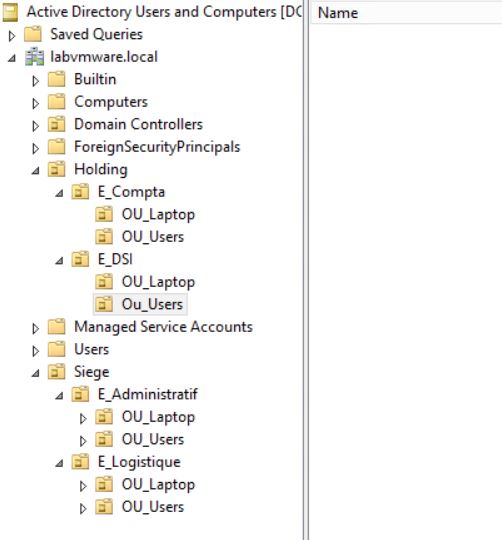 Active Directory Users and Computers [DC
Name
Saved Queries
labvmware.local
Builtin
Computers
Domain Controllers
ForeignSecurityPrincipals
Holding
E_Compta
OU_Laptop
OU_Users
E_DSI
OU_Laptop
Ou_Users
Managed Service Accounts
Users
Siege
E_Administratif
OU_Laptop
OU_Users
E_Logistique
OU_Laptop
OU_Users